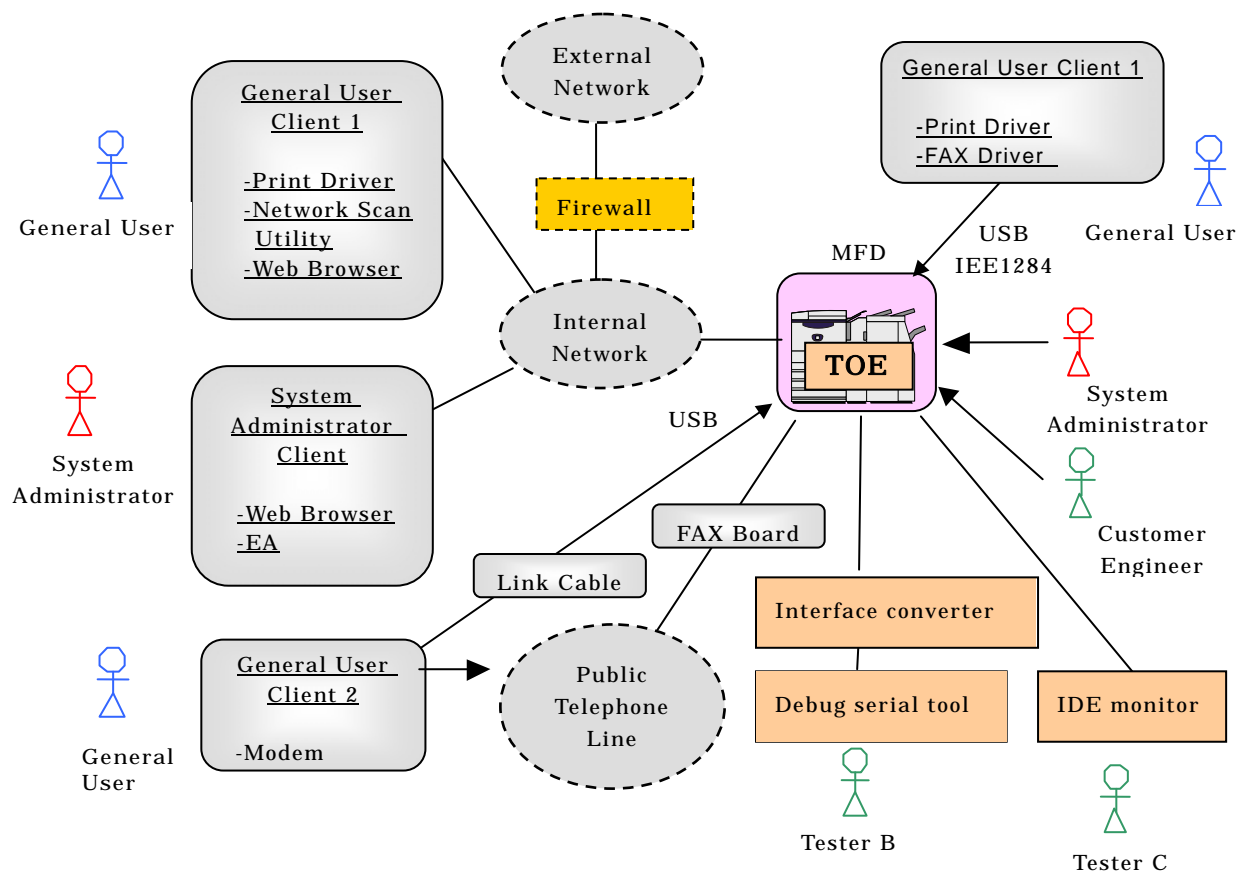 External
Network
General User
Client 1
-Print Driver
-Network Scan
Utility
-Web Browser
General User
Firewall
General User Client 1
-Print Driver
-FAX Driver
General User
USB
IEE1284
MFD
TOE
Internal
Network
System
Administrator
Client
-Web Browser
-EA
System
Administrator
USB
System
Administrator
Customer
Engineer
FAX Board
Link Cable
Interface converter
Debug serial tool
IDE monitor
General User
Client 2
-Modem
General
User
Public
Telephone
Line
Tester B
Tester C